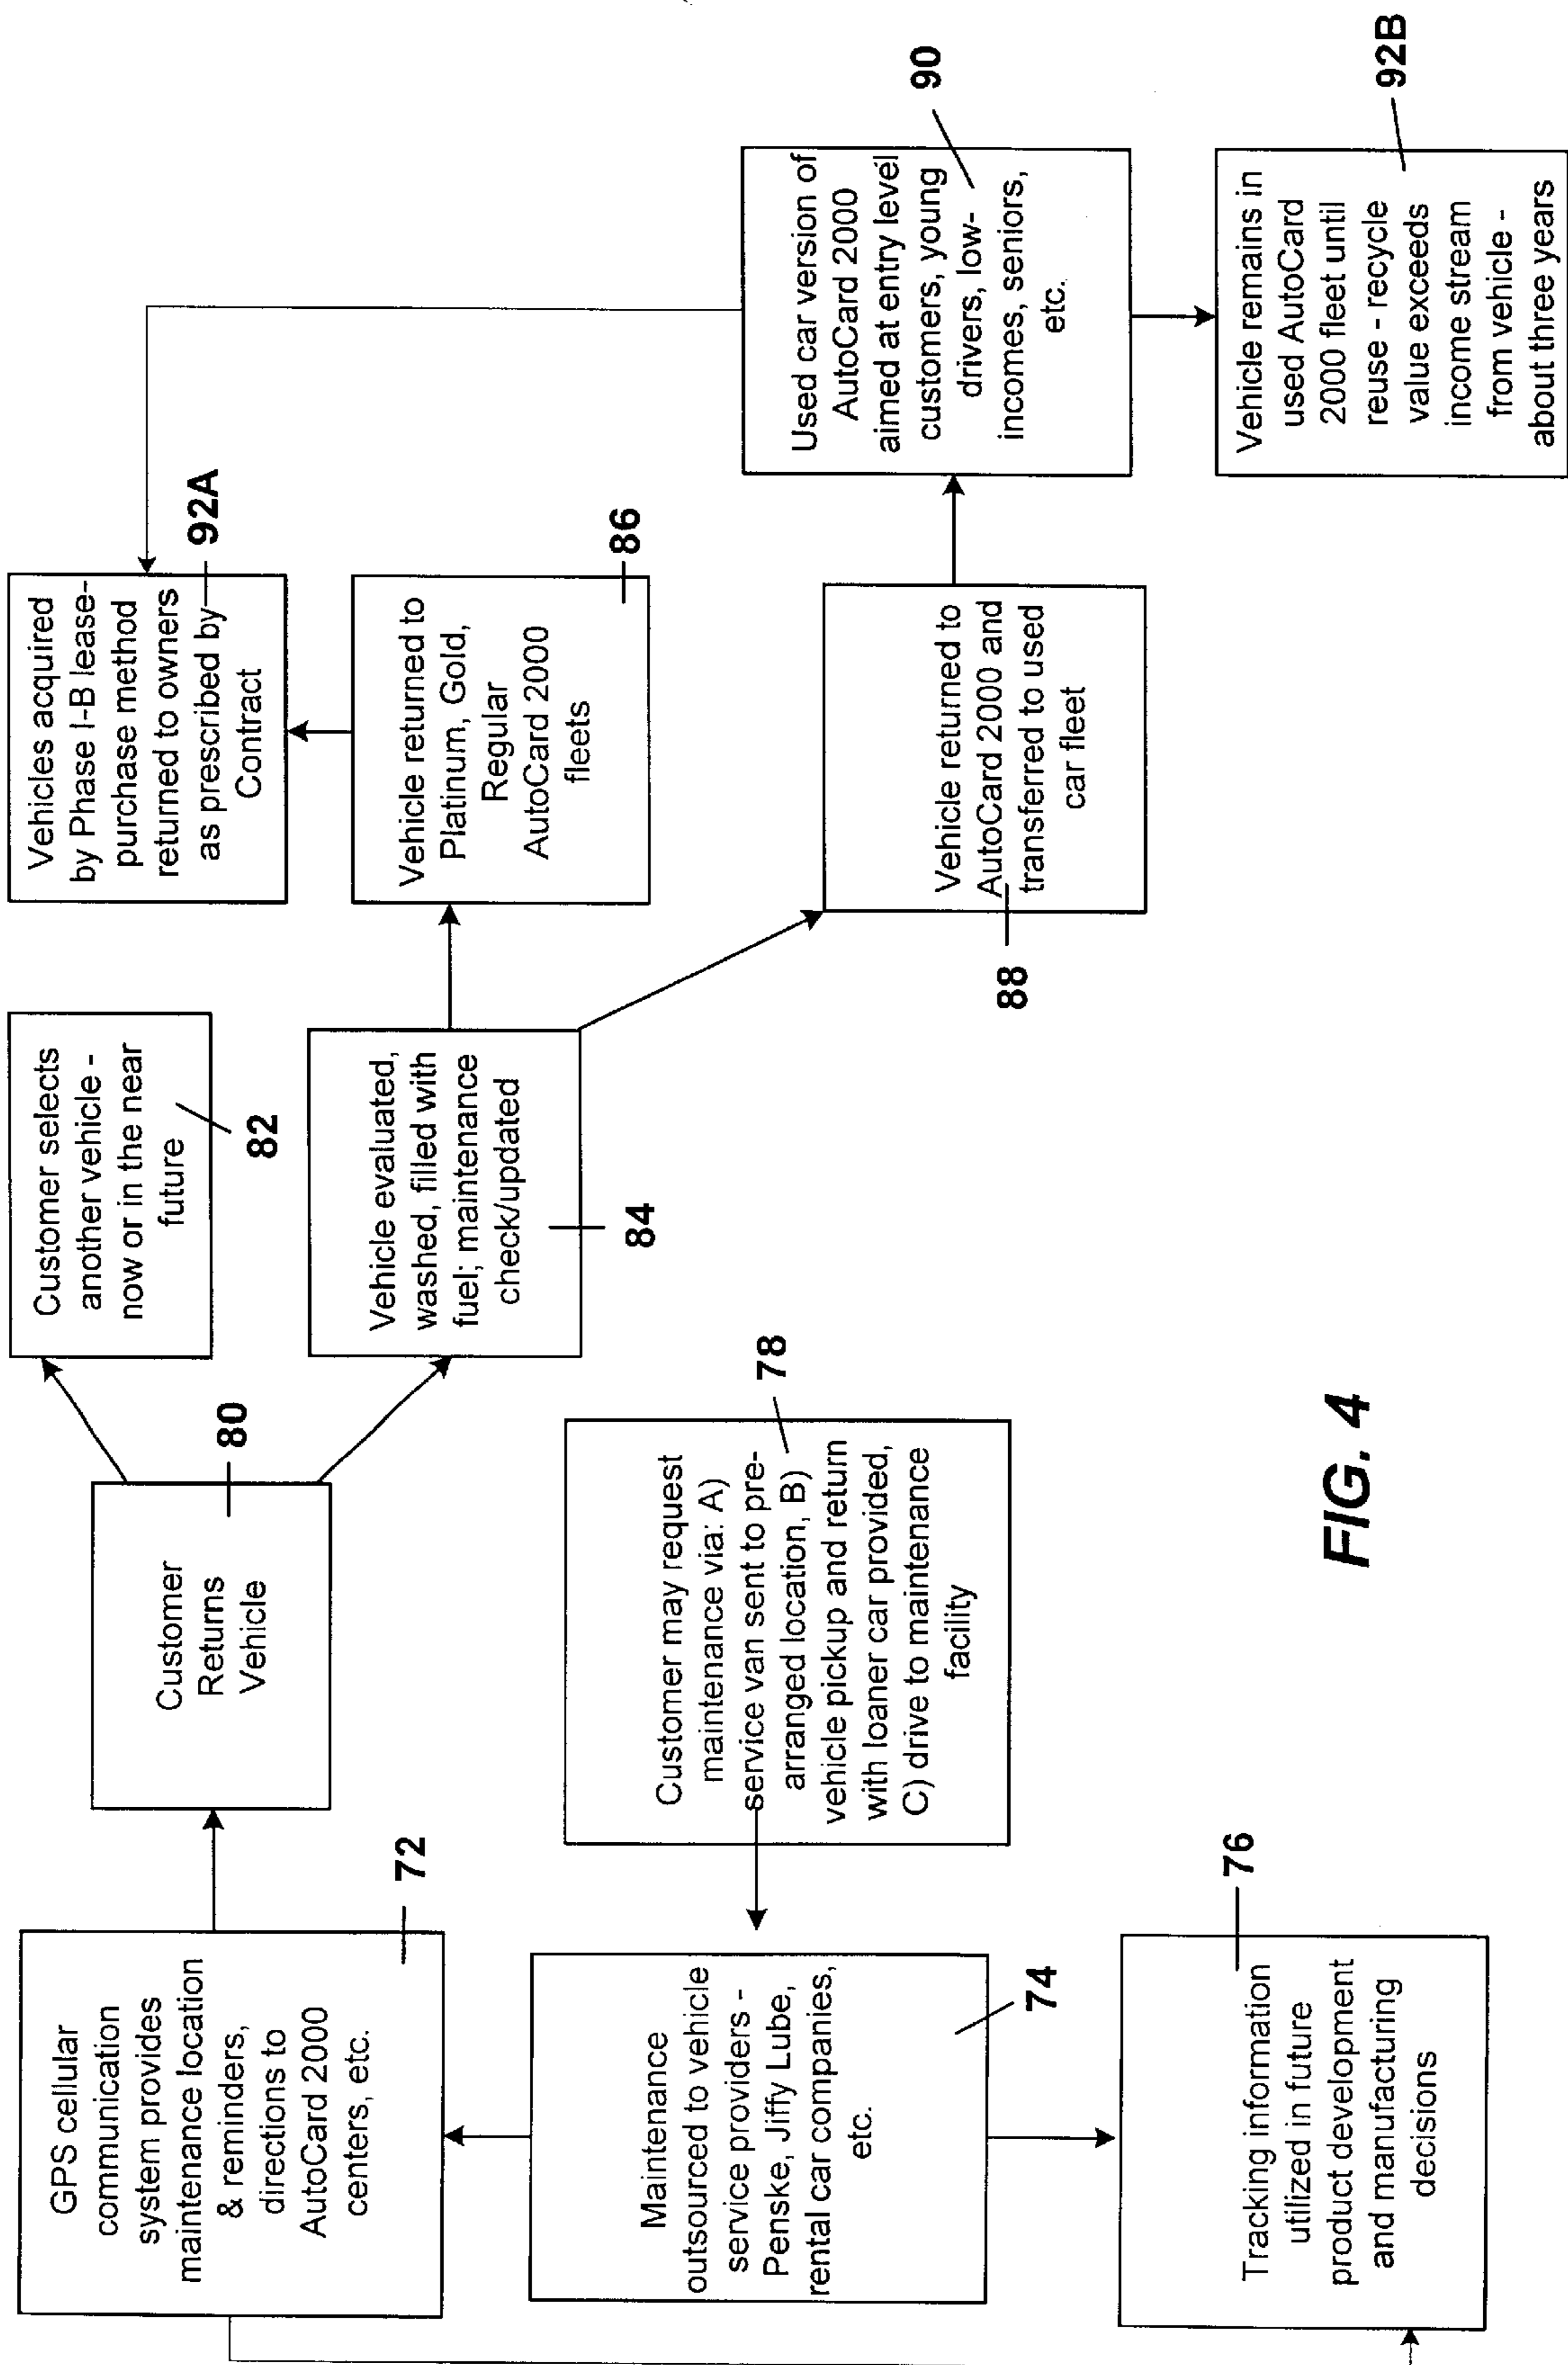 GPS cellular
communication
system provides
maintenance location
& reminders,
directions to
AutoCard 2000
centers, etc.
72
Maintenance
outsourced to vehicle
service providers -
Penske, Jiffy Lube,
rental car companies,
etc.
74
Tracking information
utilized in future
product development
and manufacturing
decisions
76
Customer may request
maintenance via: A)
service van sent to pre-
arranged location, B)
vehicle pickup and return
with loaner car provided,
C) drive to maintenance
facility
78
Customer
Returns
Vehicle
80
Customer selects
another vehicle -
now or in the near
future
82
Vehicle evaluated,
washed, filled with
fuel; maintenance
check/updated
84
Vehicle returned to
Platinum, Gold,
Regular
AutoCard 2000
fleets
86
Vehicle returned to
AutoCard 2000 and
transferred to used
car fleet
88
Used car version of
AutoCard 2000
aimed at entry level
customers, young
drivers, low-
incomes, seniors,
etc.
90
Vehicles acquired
by Phase I-B lease-
purchase method
returned to owners
as prescribed by
Contract
92A
Vehicle remains in
used AutoCard
2000 fleet until
reuse - recycle
value exceeds
income stream
from vehicle -
about three years
92B
FIG. 4